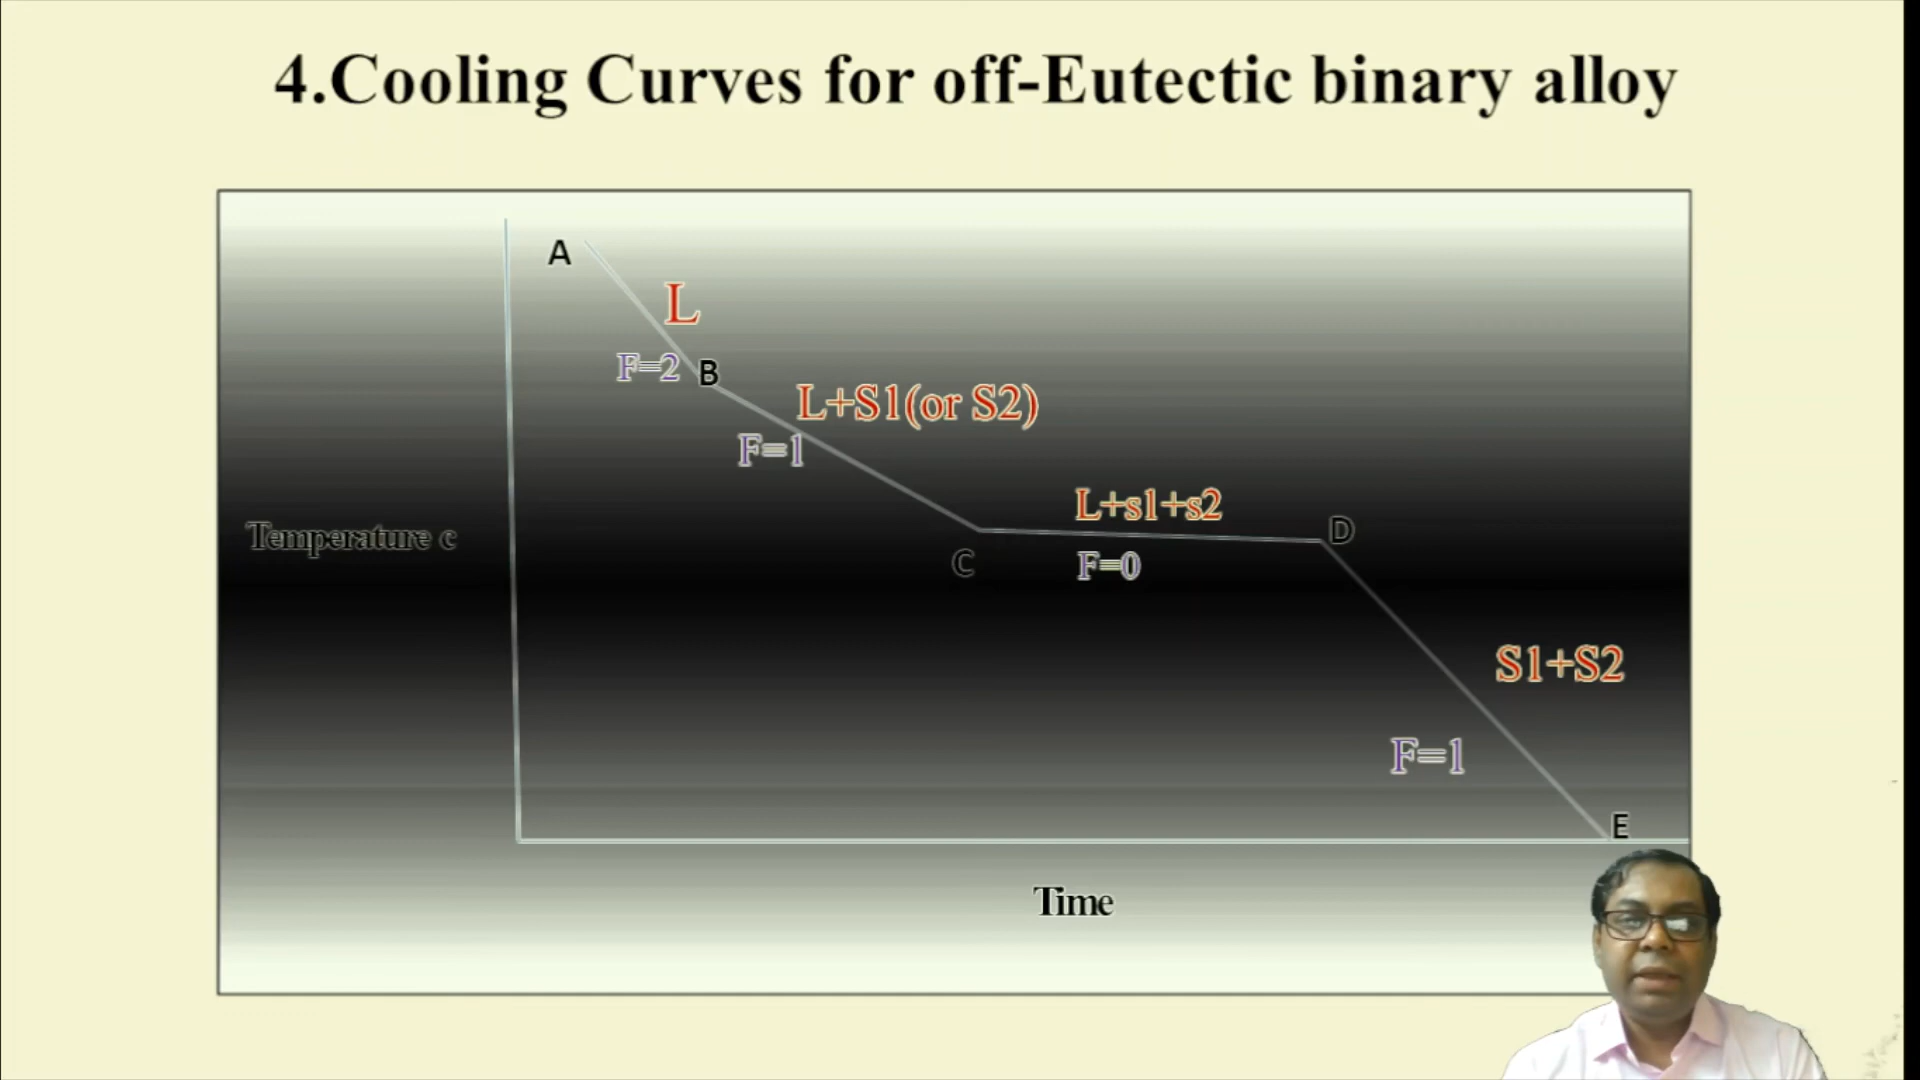 4.Cooling Curves for off-Eutectic binary alloy
A
L
F=2
B
L+S1(or S2)
F=1
L+s1+s2
D
Temperature c
C
F=0
S1+S2
F=1
E
Time